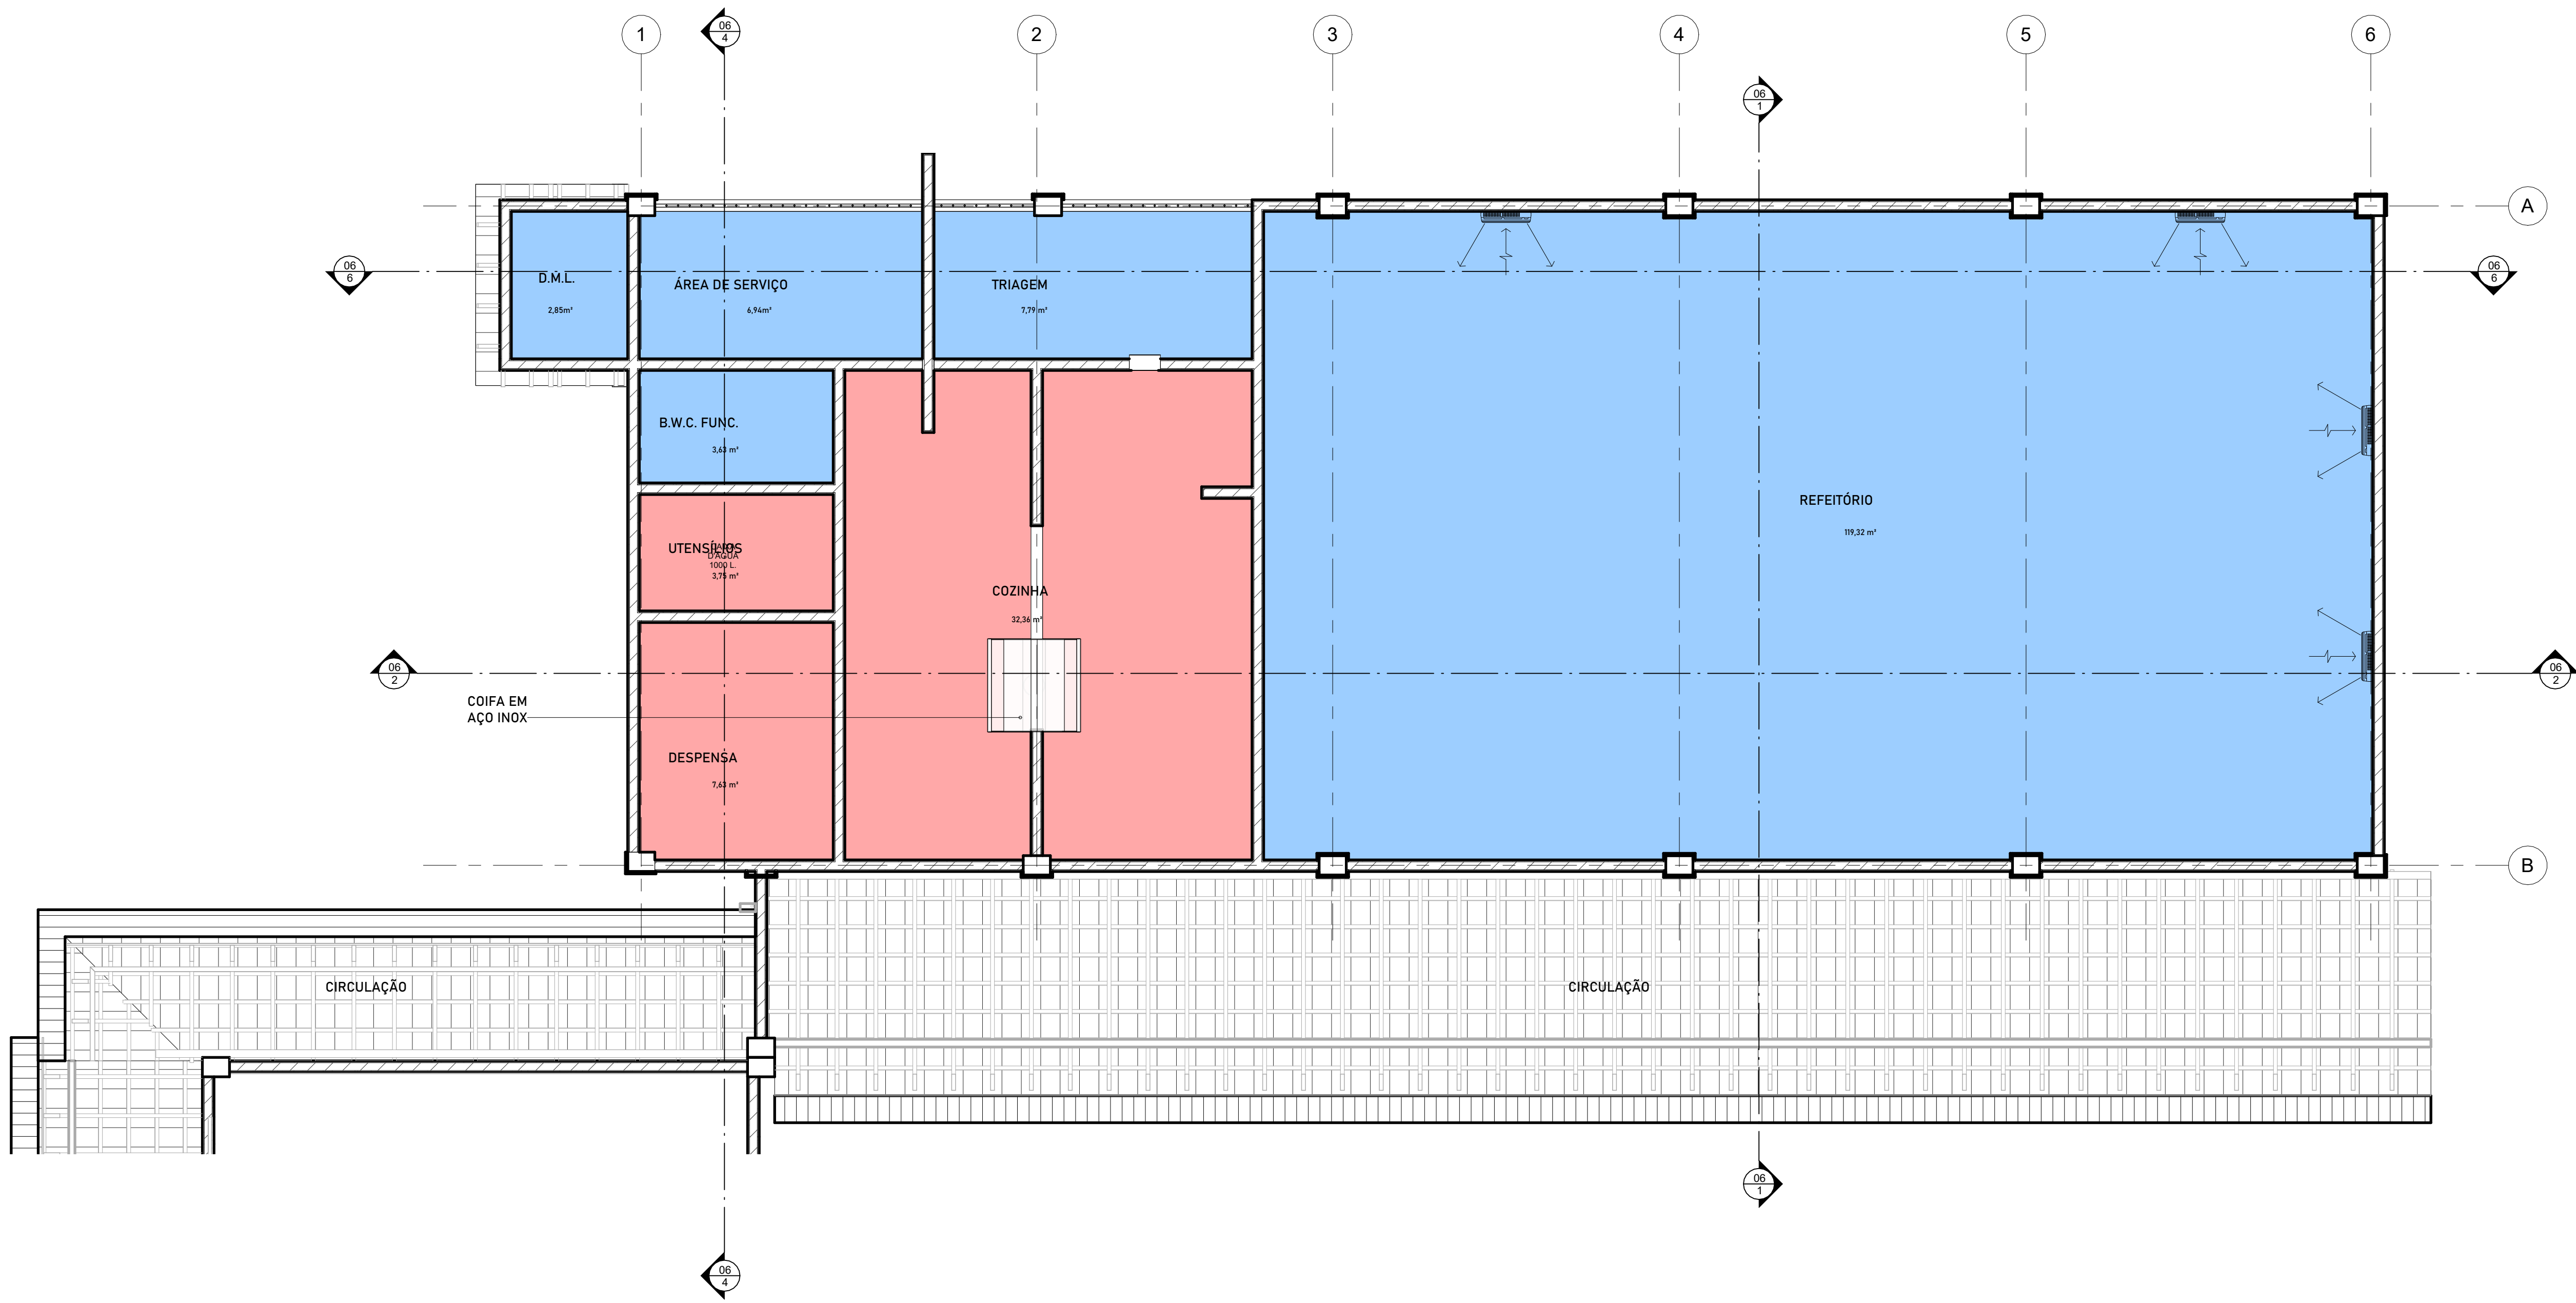 1
06
4
2
3
4
5
6
06
1
A
06
6
06
6
D.M.L.
2,85m²
ÁREA DE SERVIÇO
6,94m²
TRIAGEM
7,79 m²
B.W.C. FUNC.
3,63 m²
REFEITÓRIO
119,32 m²
UTENSÍLIOS
D'ÁGUA
1000 L.
3,75 m²
COZINHA
32,36 m²
06
2
06
2
COIFA EM
AÇO INOX
DESPENSA
7,63 m²
B
CIRCULAÇÃO
CIRCULAÇÃO
06
1
06
4